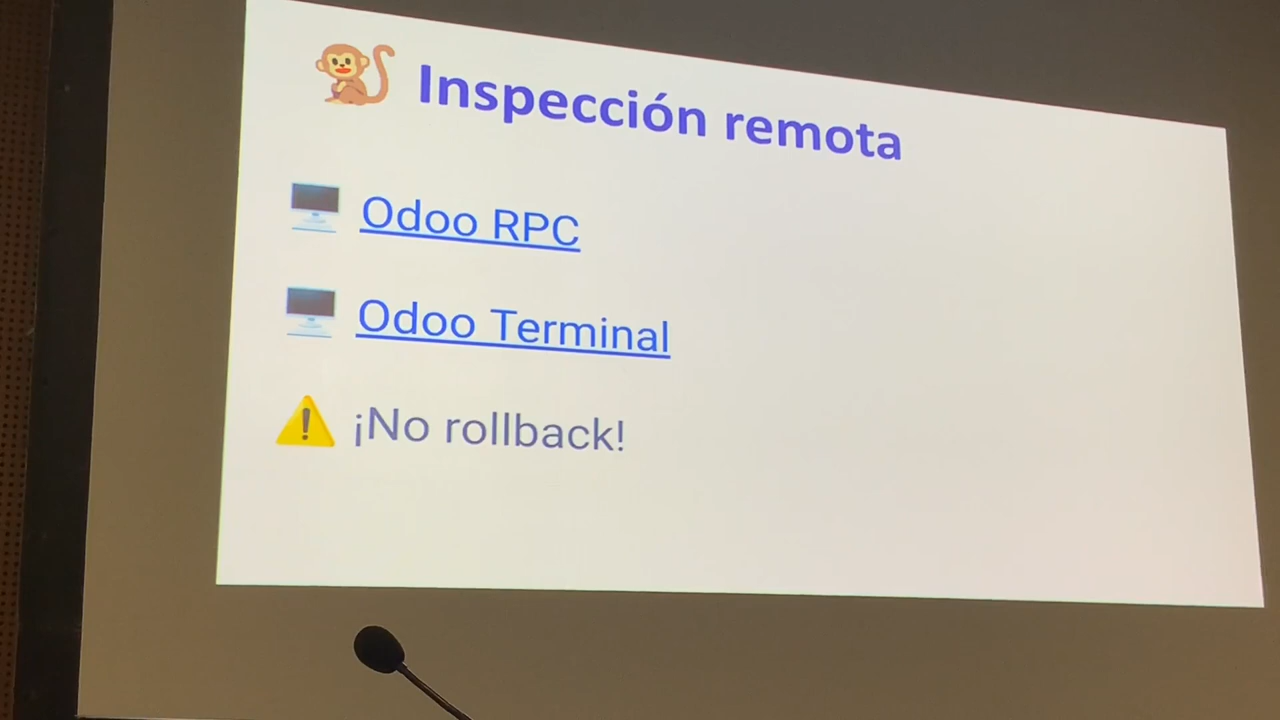 Inspección remota
Odoo RPC
Odoo Terminal
¡No rollback!